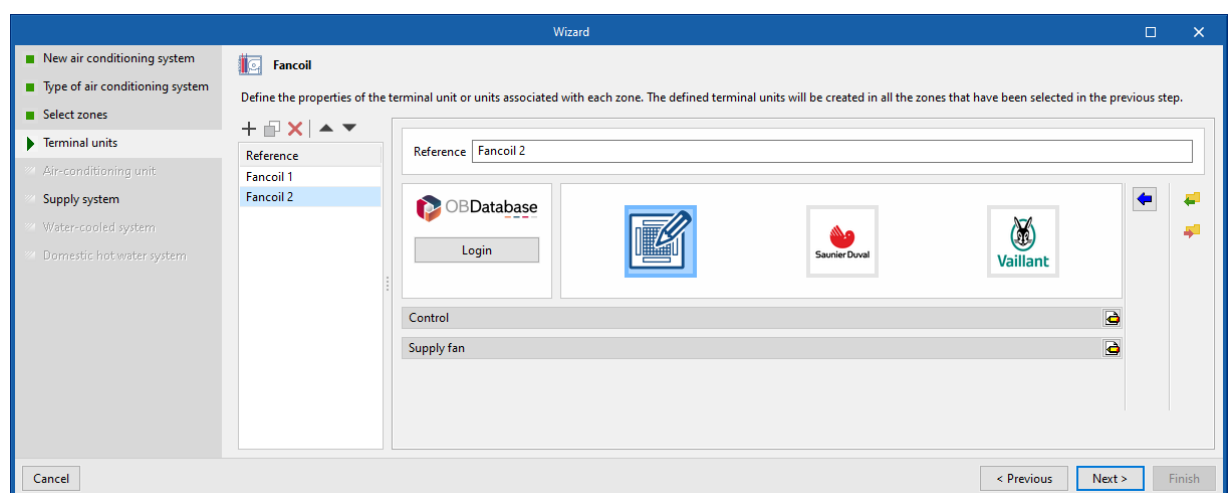 Wizard
New air conditioning system
Type of air conditioning system
Select zones
Terminal units
Air-conditioning unit
Supply system
Water-cooled system
Domestic hot water system
Fancoil
Define the properties of the terminal unit or units associated with each zone. The defined terminal units will be created in all the zones that have been selected in the previous step.
Reference
Fancoil 1
Fancoil 2
Reference Fancoil 2
OBDatabase
Login
Saunier Duval
Vaillant
Control
Supply fan
Cancel
< Previous Next > Finish